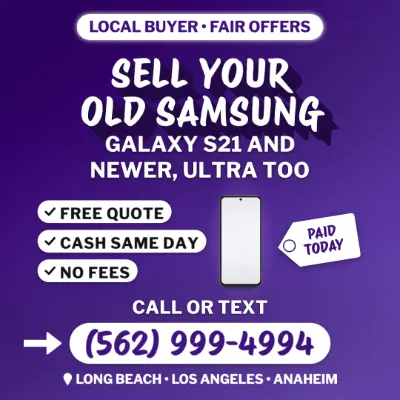 LOCAL BUYER • FAIR OFFERS
SELL YOUR
OLD SAMSUNG
GALAXY S21 AND
NEWER, ULTRA TOO
FREE QUOTE
CASH SAME DAY
NO FEES
PAID
TODAY
CALL OR TEXT
(562) 999-4994
LONG BEACH • LOS ANGELES • ANAHEIM